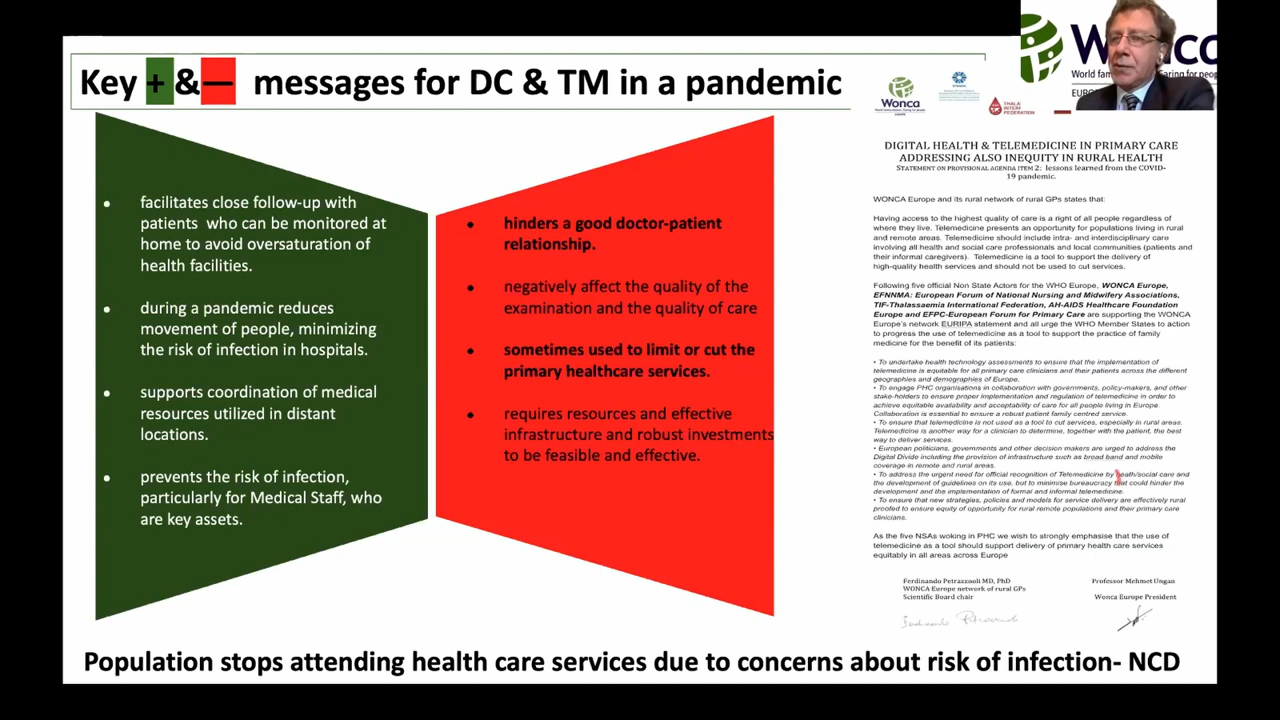 Key + & — messages for DC & TM in a pandemic
• facilitates close follow-up with
patients who can be monitored at
home to avoid oversaturation of
health facilities.
• during a pandemic reduces
movement of people, minimizing
the risk of infection in hospitals.
• supports coordination of medical
resources utilized in distant
locations.
• prevents the risk of infection,
particularly for Medical Staff, who
are key assets.
• hinders a good doctor-patient
relationship.
• negatively affect the quality of the
examination and the quality of care
• sometimes used to limit or cut the
primary healthcare services.
• requires resources and effective
infrastructure and robust investments
to be feasible and effective.
Wonca
World
EURO
Wonca
THALA
FEDERATION
DIGITAL HEALTH & TELEMEDICINE IN PRIMARY CARE
ADDRESSING ALSO INEQUITY IN RURAL HEALTH
STATEMENT ON PROVISIONAL AGENDA ITEM 2: lessons learned from the COVID-
19 pandemic.
WONCA Europe and its rural network of rural GPs states that:
Having access to the highest quality of care is a right of all people regardless of
where they live. Telemedicine presents an opportunity for populations living in rural
and remote areas. Telemedicine should include intra- and interdisciplinary care
involving all health and social care professionals and local communities (patients and
their informal caregivers). Telemedicine is a tool to support the delivery of
high-quality health services and should not be used to cut services.
Following five official Non State Actors for the WHO Europe, WONCA Europe,
EFNNMA: European Forum of National Nursing and Midwifery Associations,
TIF-Thalassaemia International Federation, AH-AIDS Healthcare Foundation
Europe and EFPC-European Forum for Primary Care are supporting the WONCA
Europe's network EURIPA statement and all urge the WHO Member States to action
to progress the use of telemedicine as a tool to support the practice of family
medicine for the benefit of its patients:
• To undertake health technology assessments to ensure that the implementation of
telemedicine is equitable for all primary care clinicians and their patients across the different
geographies and demographies of Europe.
• To engage PHC organisations in collaboration with governments, policy-makers, and other
stake-holders to ensure proper implementation and regulation of telemedicine in order to
achieve equitable availability and acceptability of care for all people living in Europe.
Collaboration is essential to ensure a robust patient family centred service.
• To ensure that telemedicine is not used as a tool to cut services, especially in rural areas.
Telemedicine is another way for a clinician to determine, together with the patient, the best
way to deliver services.
• European politicians, governments and other decision makers are urged to address the
Digital Divide including the provision of infrastructure such as broad band and mobile
coverage in remote and rural areas.
• To address the urgent need for official recognition of Telemedicine by health/social care and
the development of guidelines on its use, but to minimise bureaucracy that could hinder the
development and the implementation of formal and informal telemedicine.
• To ensure that new strategies, policies and models for service delivery are effectively rural
proofed to ensure equity of opportunity for rural remote populations and their primary care
clinicians.
As the five NSAs woking in PHC we wish to strongly emphasise that the use of
telemedicine as a tool should support delivery of primary health care services
equitably in all areas across Europe
Ferdinando Petrazzuoli MD, PhD
WONCA Europe network of rural GPs
Scientific Board chair
Professor Mehmet Ungan
Wonca Europe President
Population stops attending health care services due to concerns about risk of infection- NCD